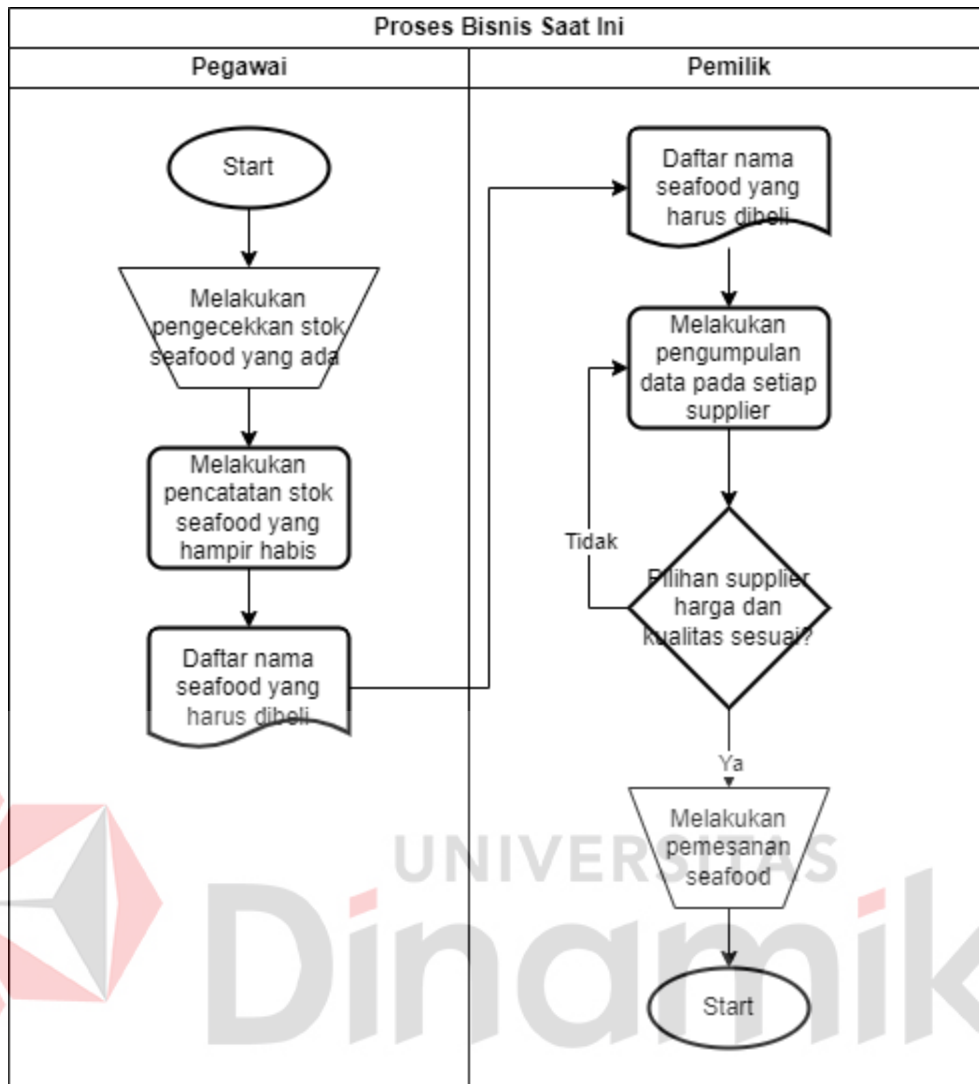 Proses Bisnis Saat Ini
Pegawai
Pemilik
Start
Melakukan
pengecekkan stok
seafood yang ada
Melakukan
pencatatan stok
seafood yang
hampir habis
Daftar nama
seafood yang
harus dibeli
Daftar nama
seafood yang
harus dibeli
Melakukan
pengumpulan
data pada setiap
supplier
Pilihan supplier
harga dan
kualitas sesuai?
Tidak
Ya
Melakukan
pemesanan
seafood
Start
UNIVERSITAS
Dinamik